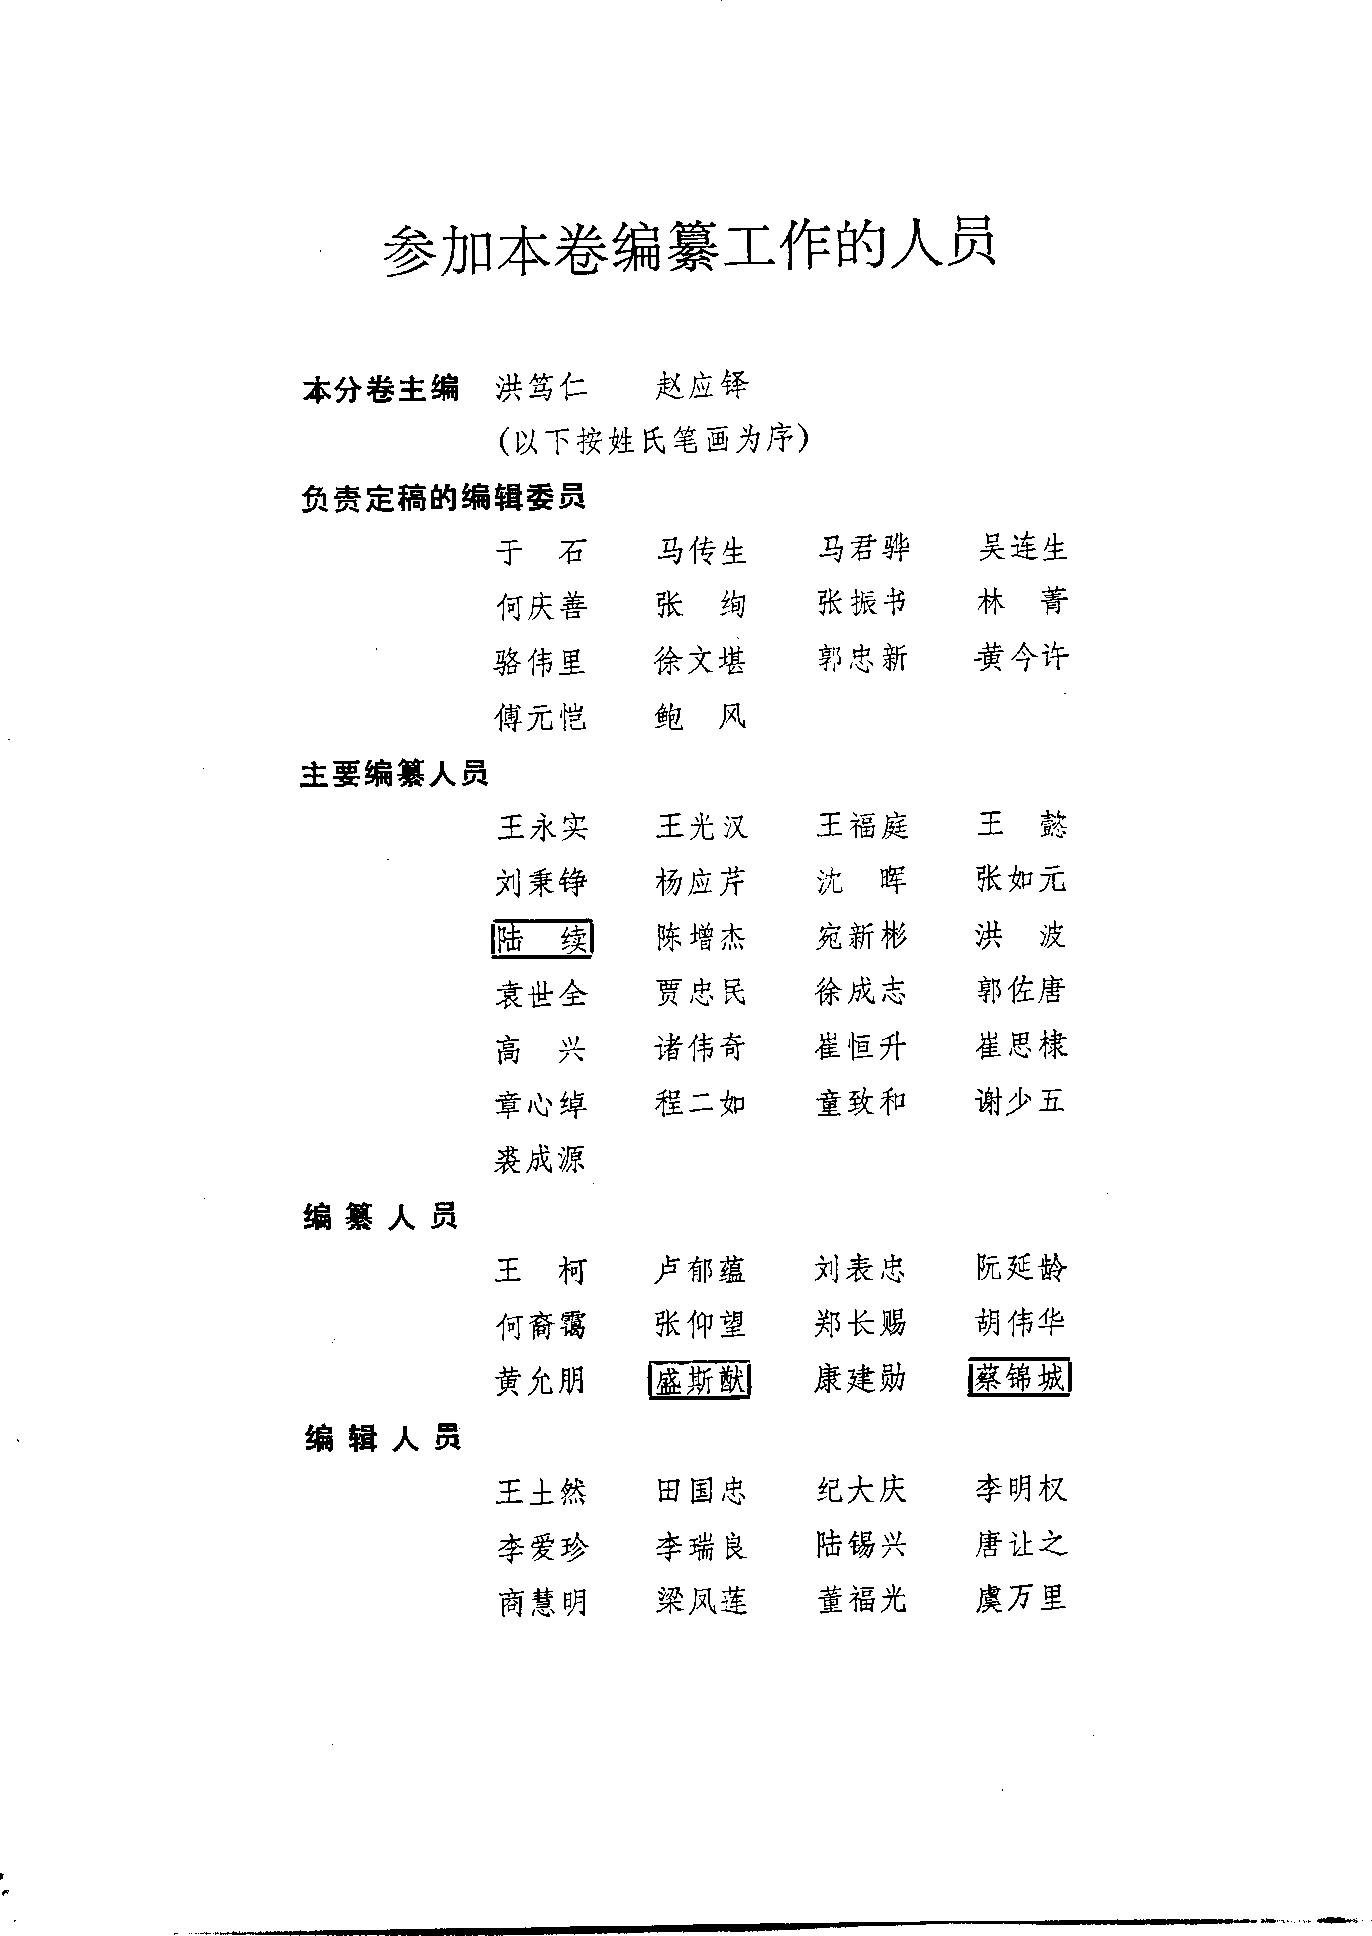 参加本卷编纂工作的人员
本分卷主编 洪笃仁 赵应铎
(以下按姓氏笔画为序)
负责定稿的编辑委员
于 石 马传生 马君骅 吴连生
何庆善 张 绚 张振书 林 菁
骆伟里 徐文堪 郭忠新 黄今许
傅元恺 鲍 风
主要编纂人员
王永实 王光汉 王福庭 王 懿
刘秉铮 杨应芹 沈 晖 张如元
陆 续 陈增杰 宛新彬 洪 波
袁世全 贾忠民 徐成志 郭佐唐
高 兴 诸伟奇 崔恒升 崔思棣
章心绰 程二如 童致和 谢少五
裘成源
编纂人员
王 柯 卢郁蕴 刘表忠 阮延龄
何裔霭 张仰望 郑长赐 胡伟华
黄允朋 盛斯猷 康建勋 蔡锦城
编辑人员
王土然 田国忠 纪大庆 李明权
李爱珍 李瑞良 陆锡兴 唐让之
商慧明 梁凤莲 董福光 虞万里